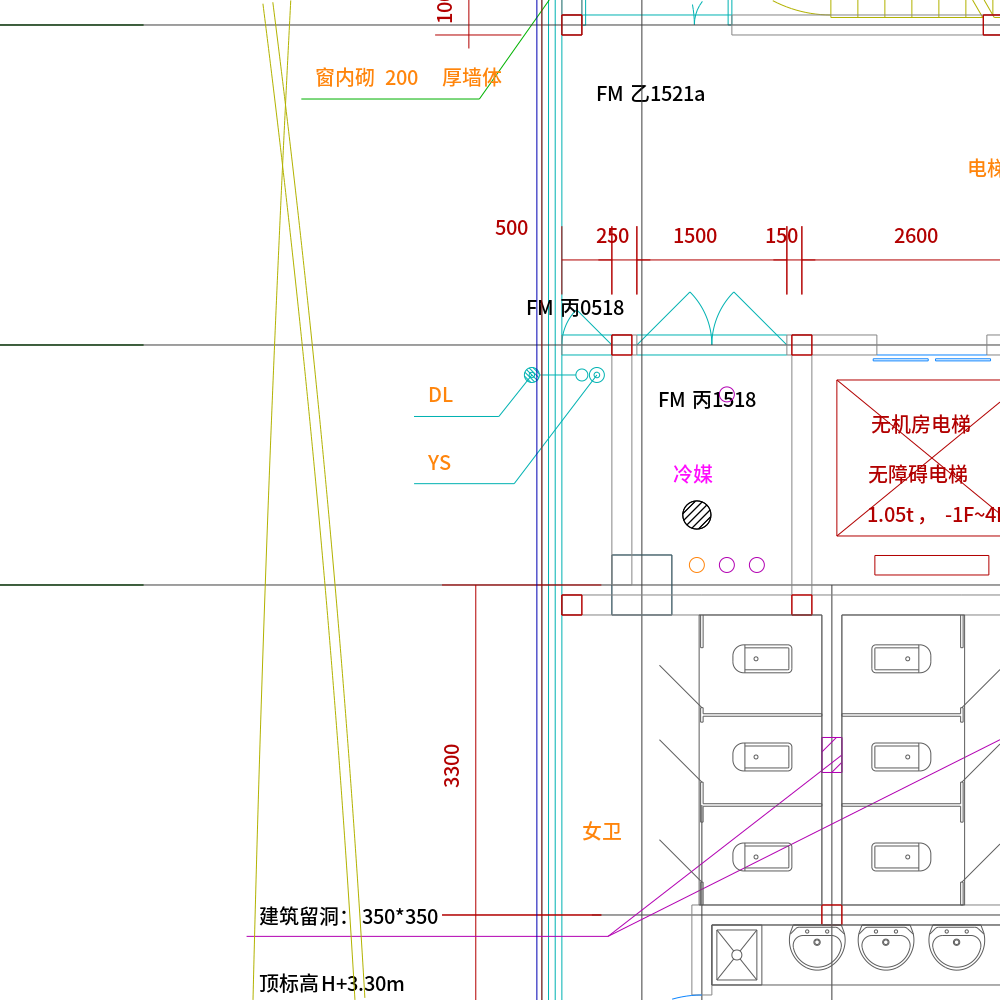 窗内砌 200 厚墙体
FM 乙1521a
500
250
1500
150
2600
FM 丙0518
DL
FM 丙1518
无机房电梯
YS
冷媒
无障碍电梯
1.05t ， -1F~4
3300
女卫
建筑留洞： 350*350
顶标高H+3.30m